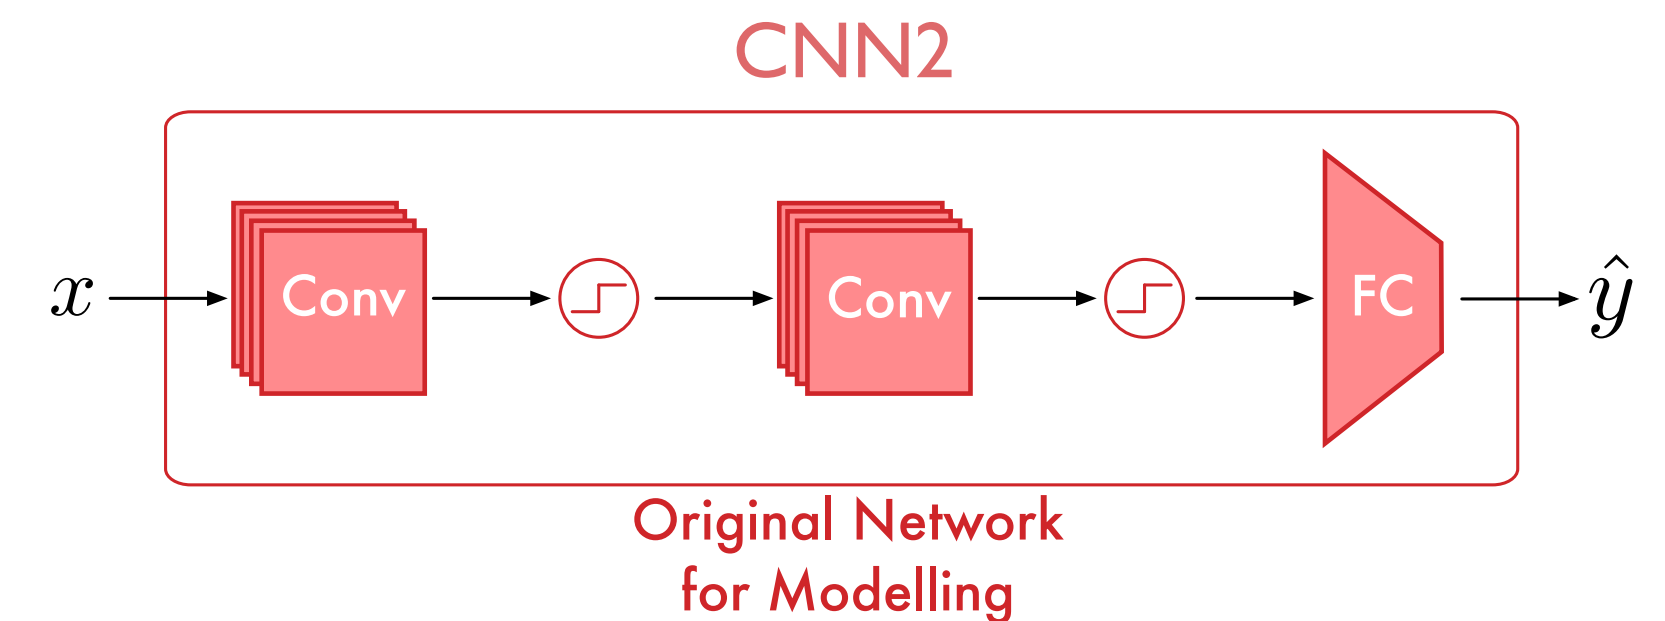 CNN2
x
Conv
Conv
FC
ŷ
Original Network
for Modelling